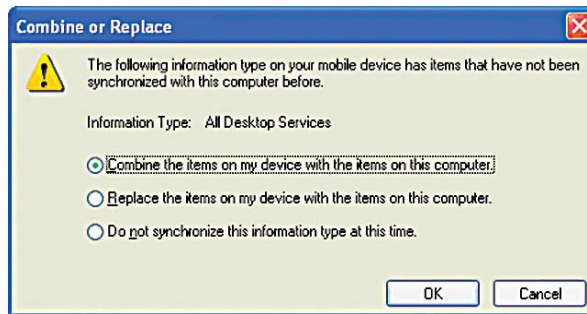 Combine or Replace
The following information type on your mobile device has items that have not been
synchronized with this computer before.
Information Type: All Desktop Services
Combine the items on my device with the items on this computer.
Replace the items on my device with the items on this computer.
Do not synchronize this information type at this time.
OK Cancel